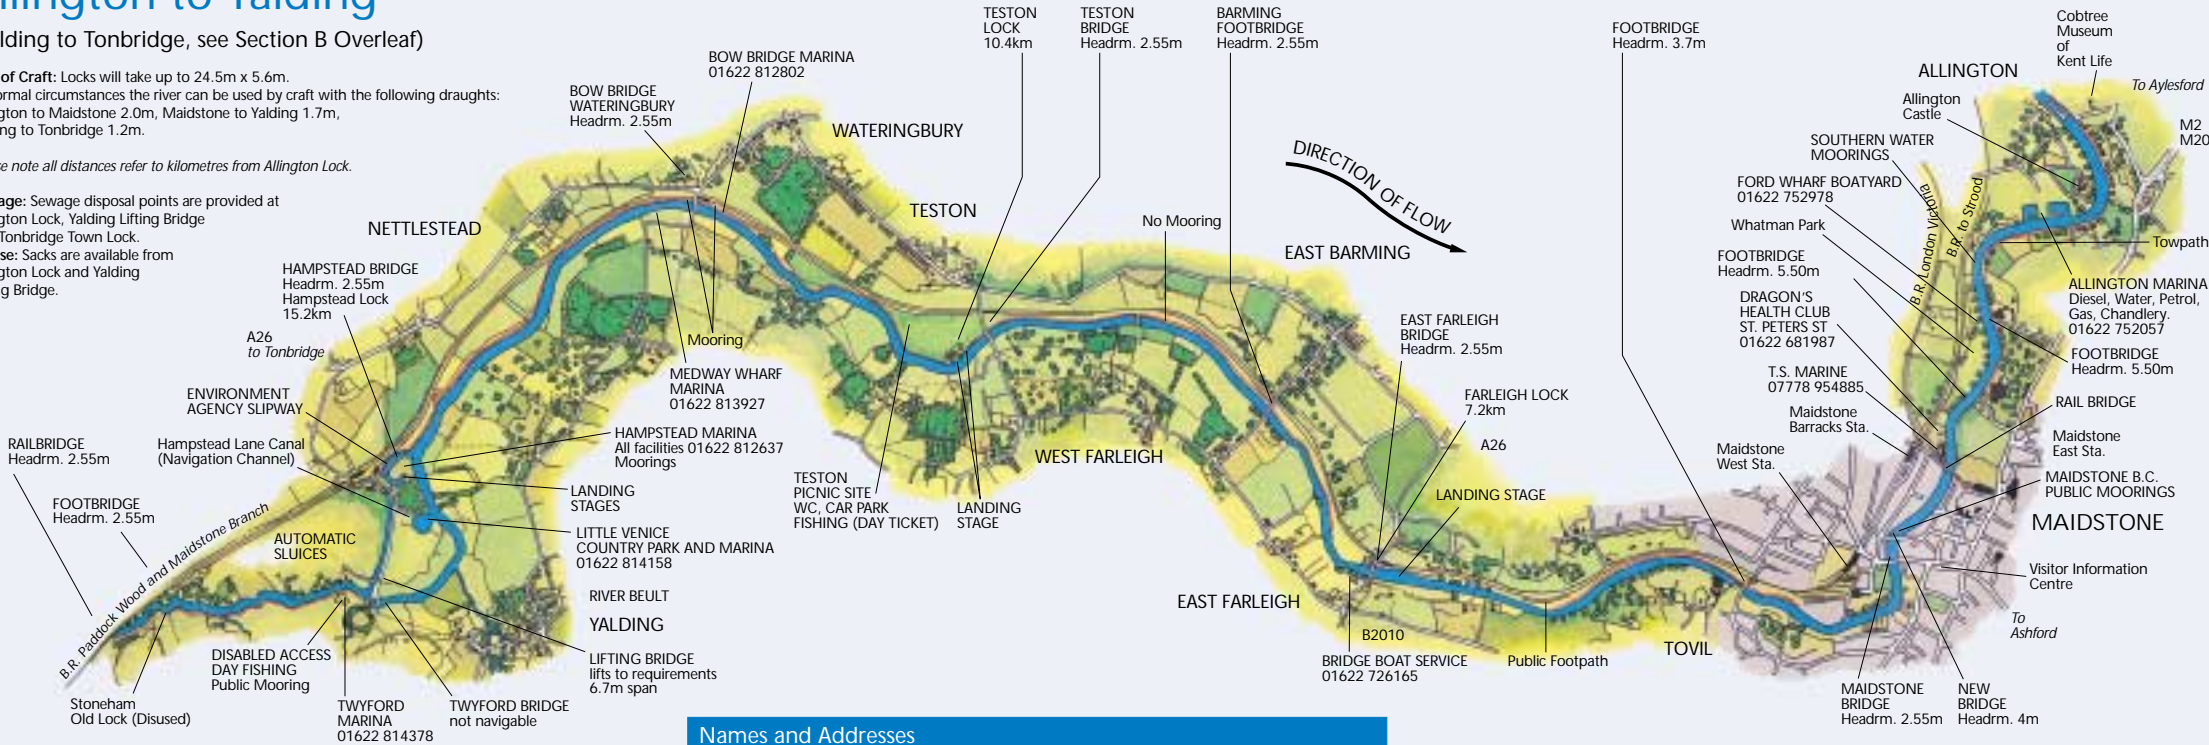 to Yalding
to Tonbridge, see Section B Overleaf)
of Craft: Locks will take up to 24.5m x 5.6m.
circumstances the river can be used by craft with the following draughts:
to Maidstone 2.0m, Maidstone to Yalding 1.7m,
to Tonbridge 1.2m.
note all distances refer to kilometres from Allington Lock.
Sewage disposal points are provided at
Lock, Yalding Lifting Bridge
Tonbridge Town Lock.
Sacks are available from
Lock and Yalding
Bridge.
NETTLESTEAD
HAMPSTEAD BRIDGE
Headrm. 2.55m
Hampstead Lock
15.2km
A26
to Tonbridge
ENVIRONMENT
AGENCY SLIPWAY
RAILBRIDGE
Headrm. 2.55m
Hampstead Lane Canal
(Navigation Channel)
FOOTBRIDGE
Headrm. 2.55m
B.R. Paddock Wood and Maidstone Branch
AUTOMATIC
SLUICES
Stoneham
Old Lock (Disused)
DISABLED ACCESS
DAY FISHING
Public Mooring
TWYFORD
MARINA
01622 814378
TWYFORD BRIDGE
not navigable
BOW BRIDGE
WATERINGBURY
Headrm. 2.55m
BOW BRIDGE MARINA
01622 812802
WATERINGBURY
TESTON
Mooring
MEDWAY WHARF
MARINA
01622 813927
HAMPSTEAD MARINA
All facilities 01622 812637
Moorings
LANDING
STAGES
LITTLE VENICE
COUNTRY PARK AND MARINA
01622 814158
RIVER BEULT
YALDING
LIFTING BRIDGE
lifts to requirements
6.7m span
TESTON
LOCK
10.4km
TESTON
BRIDGE
Headrm. 2.55m
BARMING
FOOTBRIDGE
Headrm. 2.55m
No Mooring
DIRECTION OF FLOW
EAST BARMING
TESTON
PICNIC SITE
WC, CAR PARK
FISHING (DAY TICKET)
LANDING
STAGE
WEST FARLEIGH
EAST FARLEIGH
BRIDGE
Headrm. 2.55m
FARLEIGH LOCK
7.2km
A26
LANDING STAGE
EAST FARLEIGH
B2010
BRIDGE BOAT SERVICE
01622 726165
Public Footpath
TOVIL
FOOTBRIDGE
Headrm. 3.7m
Cobtree
Museum
of
Kent Life
ALLINGTON
To Aylesford
Allington
Castle
M2
M20
SOUTHERN WATER
MOORINGS
FORD WHARF BOATYARD
01622 752978
Whatman Park
B.R. London Victoria
B.R. to Strood
Towpath
FOOTBRIDGE
Headrm. 5.50m
ALLINGTON MARINA
Diesel, Water, Petrol,
Gas, Chandlery.
01622 752057
DRAGON'S
HEALTH CLUB
ST. PETERS ST
01622 681987
FOOTBRIDGE
Headrm. 5.50m
T.S. MARINE
07778 954885
RAIL BRIDGE
Maidstone
Barracks Sta.
Maidstone
East Sta.
Maidstone
West Sta.
MAIDSTONE B.C.
PUBLIC MOORINGS
MAIDSTONE
Visitor Information
Centre
To
Ashford
MAIDSTONE
BRIDGE
Headrm. 2.55m
NEW
BRIDGE
Headrm. 4m
Names and Addresses